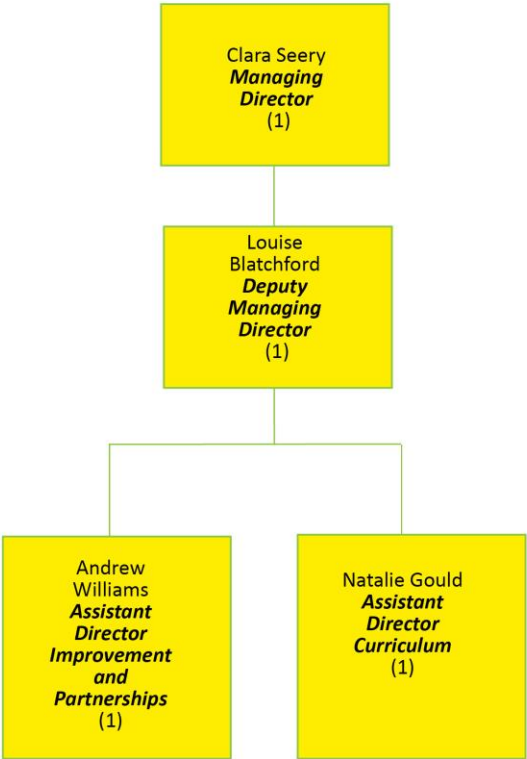 Clara Seery
Managing
Director
(1)
Louise
Blatchford
Deputy
Managing
Director
(1)
Andrew
Williams
Assistant
Director
Improvement
and
Partnerships
(1)
Natalie Gould
Assistant
Director
Curriculum
(1)